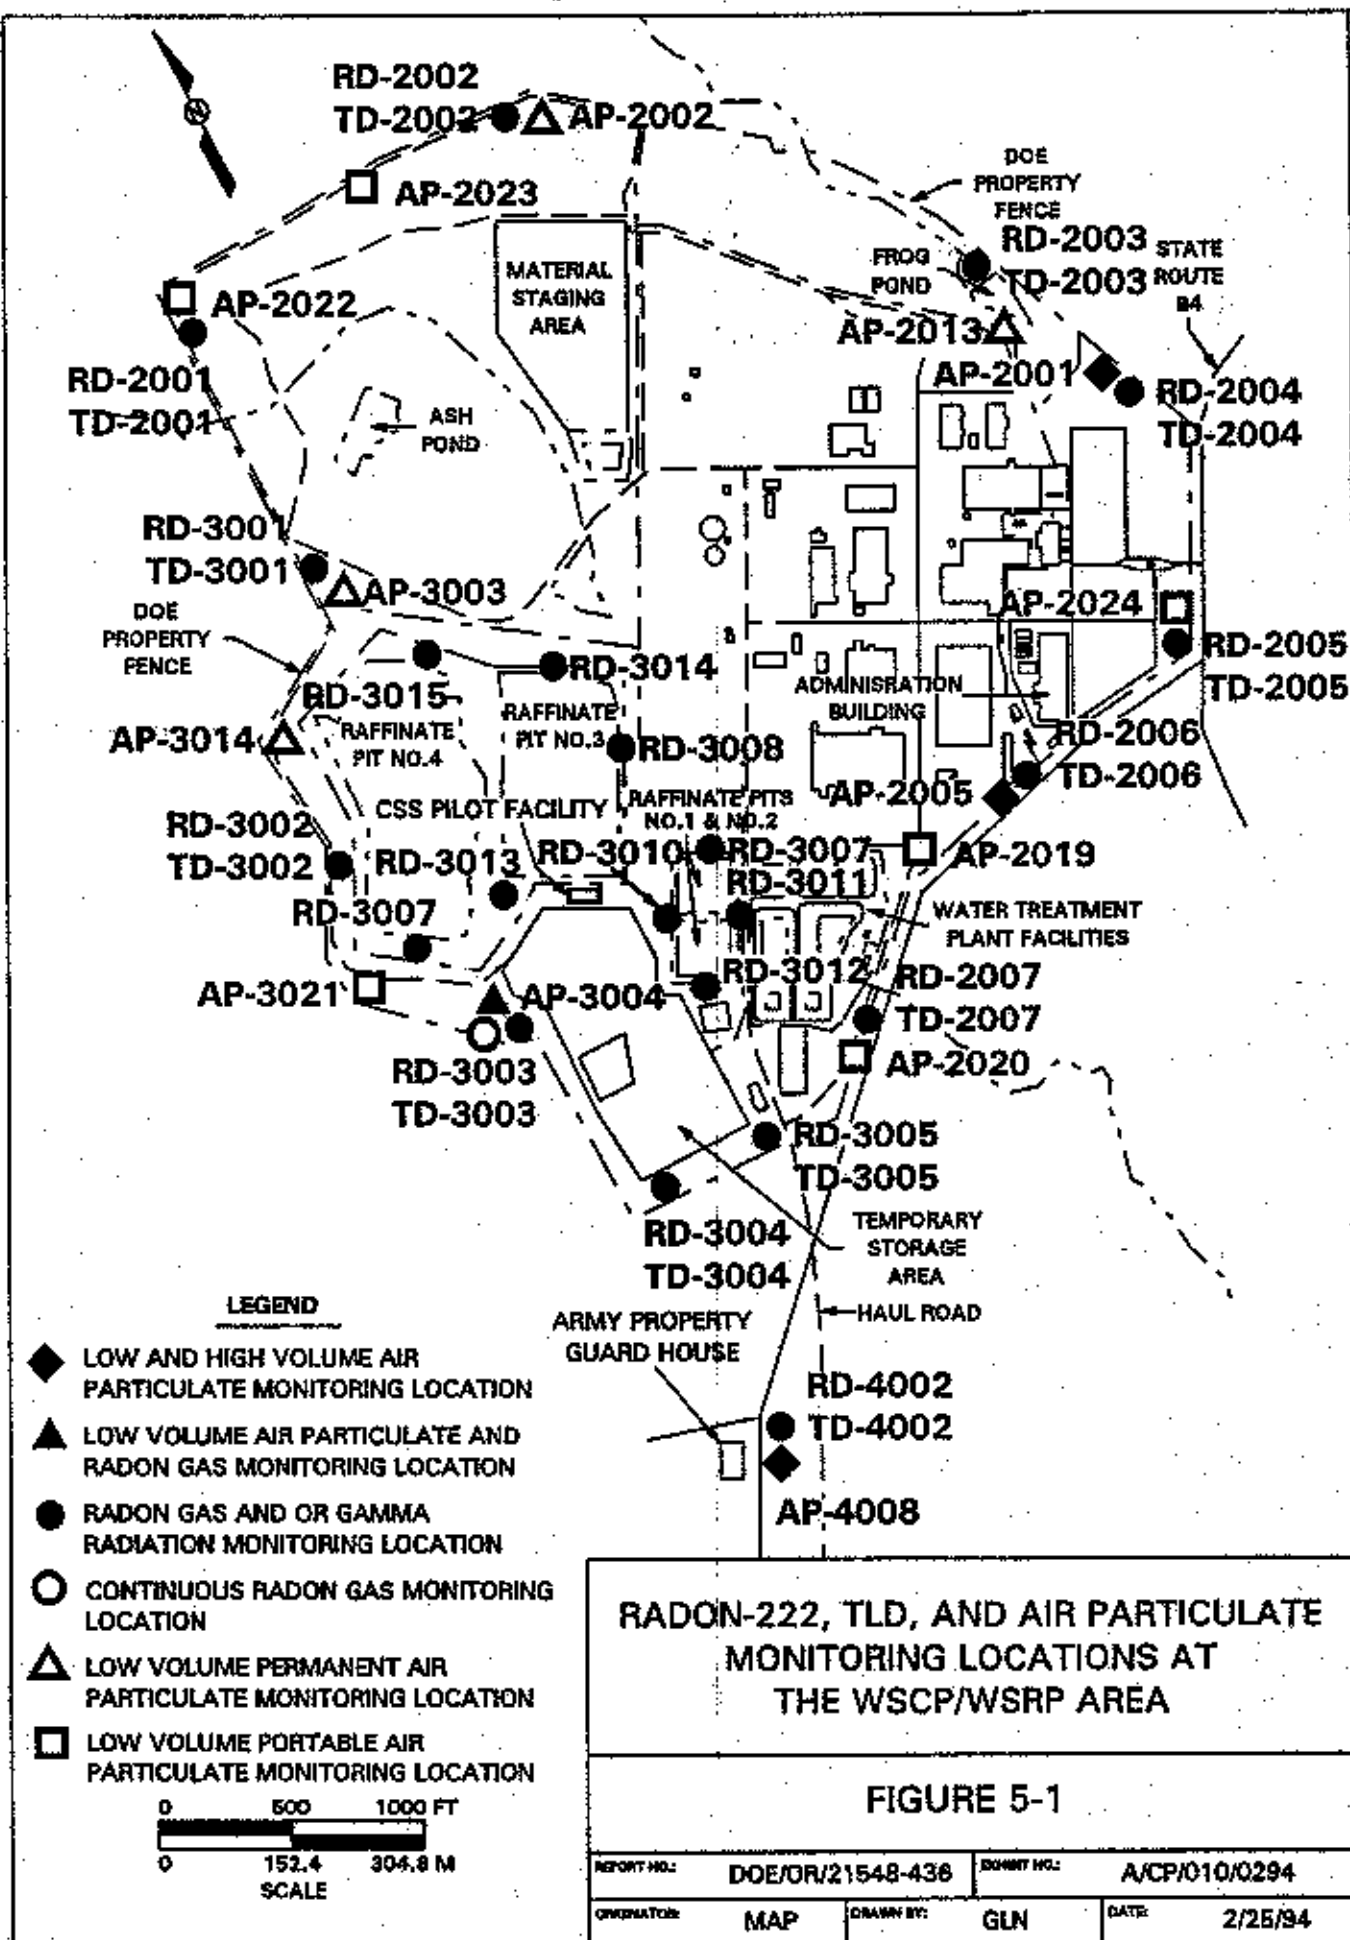 RD-2002
TD-2002
AP-2002
AP-2023
DOE
PROPERTY
FENCE
RD-2003
TD-2003
STATE
ROUTE
94
FROG
POND
MATERIAL
STAGING
AREA
AP-2022
AP-2013
AP-2001
RD-2001
TD-2001
RD-2004
TD-2004
ASH
POND
RD-3001
TD-3001
AP-3003
AP-2024
DOE
PROPERTY
FENCE
RD-2005
TD-2005
RD-3014
RD-3015
ADMINISRATION
BUILDING
RAFFINATE
PIT NO.3
RAFFINATE
PIT NO.4
AP-3014
RD-3008
RD-2006
TD-2006
AP-2005
CSS PILOT FACILITY
RAFFINATE PITS
NO.1 & NO.2
RD-3002
TD-3002
RD-3013
RD-3010
RD-3007
AP-2019
RD-3011
RD-3007
WATER TREATMENT
PLANT FACILITIES
RD-3012
RD-2007
TD-2007
AP-3021
AP-3004
AP-2020
RD-3003
TD-3003
RD-3005
TD-3005
RD-3004
TD-3004
TEMPORARY
STORAGE
AREA
HAUL ROAD
ARMY PROPERTY
GUARD HOUSE
RD-4002
TD-4002
AP-4008
LEGEND
LOW AND HIGH VOLUME AIR
PARTICULATE MONITORING LOCATION
LOW VOLUME AIR PARTICULATE AND
RADON GAS MONITORING LOCATION
RADON GAS AND OR GAMMA
RADIATION MONITORING LOCATION
CONTINUOUS RADON GAS MONITORING
LOCATION
LOW VOLUME PERMANENT AIR
PARTICULATE MONITORING LOCATION
LOW VOLUME PORTABLE AIR
PARTICULATE MONITORING LOCATION
0 500 1000 FT
0 152.4 304.8 M
SCALE
RADON-222, TLD, AND AIR PARTICULATE
MONITORING LOCATIONS AT
THE WSCP/WSRP AREA
FIGURE 5-1
REPORT NO.: DOE/OR/21548-436 EXHIBIT NO.: A/CP/010/0294
ORIGINATOR: MAP DRAWN BY: GLN DATE: 2/25/94